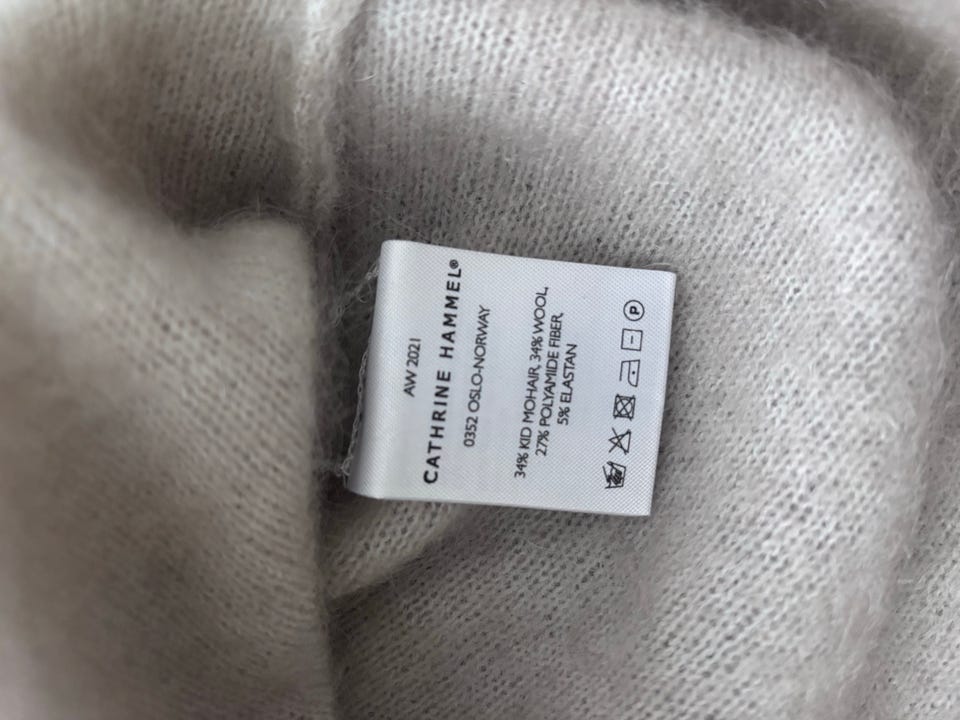 AW 2021
CATHRINE HAMMEL®
0352 OSLO-NORWAY
34% KID MOHAIR, 34% WOOL,
27% POLYAMIDE FIBER,
5% ELASTAN
P